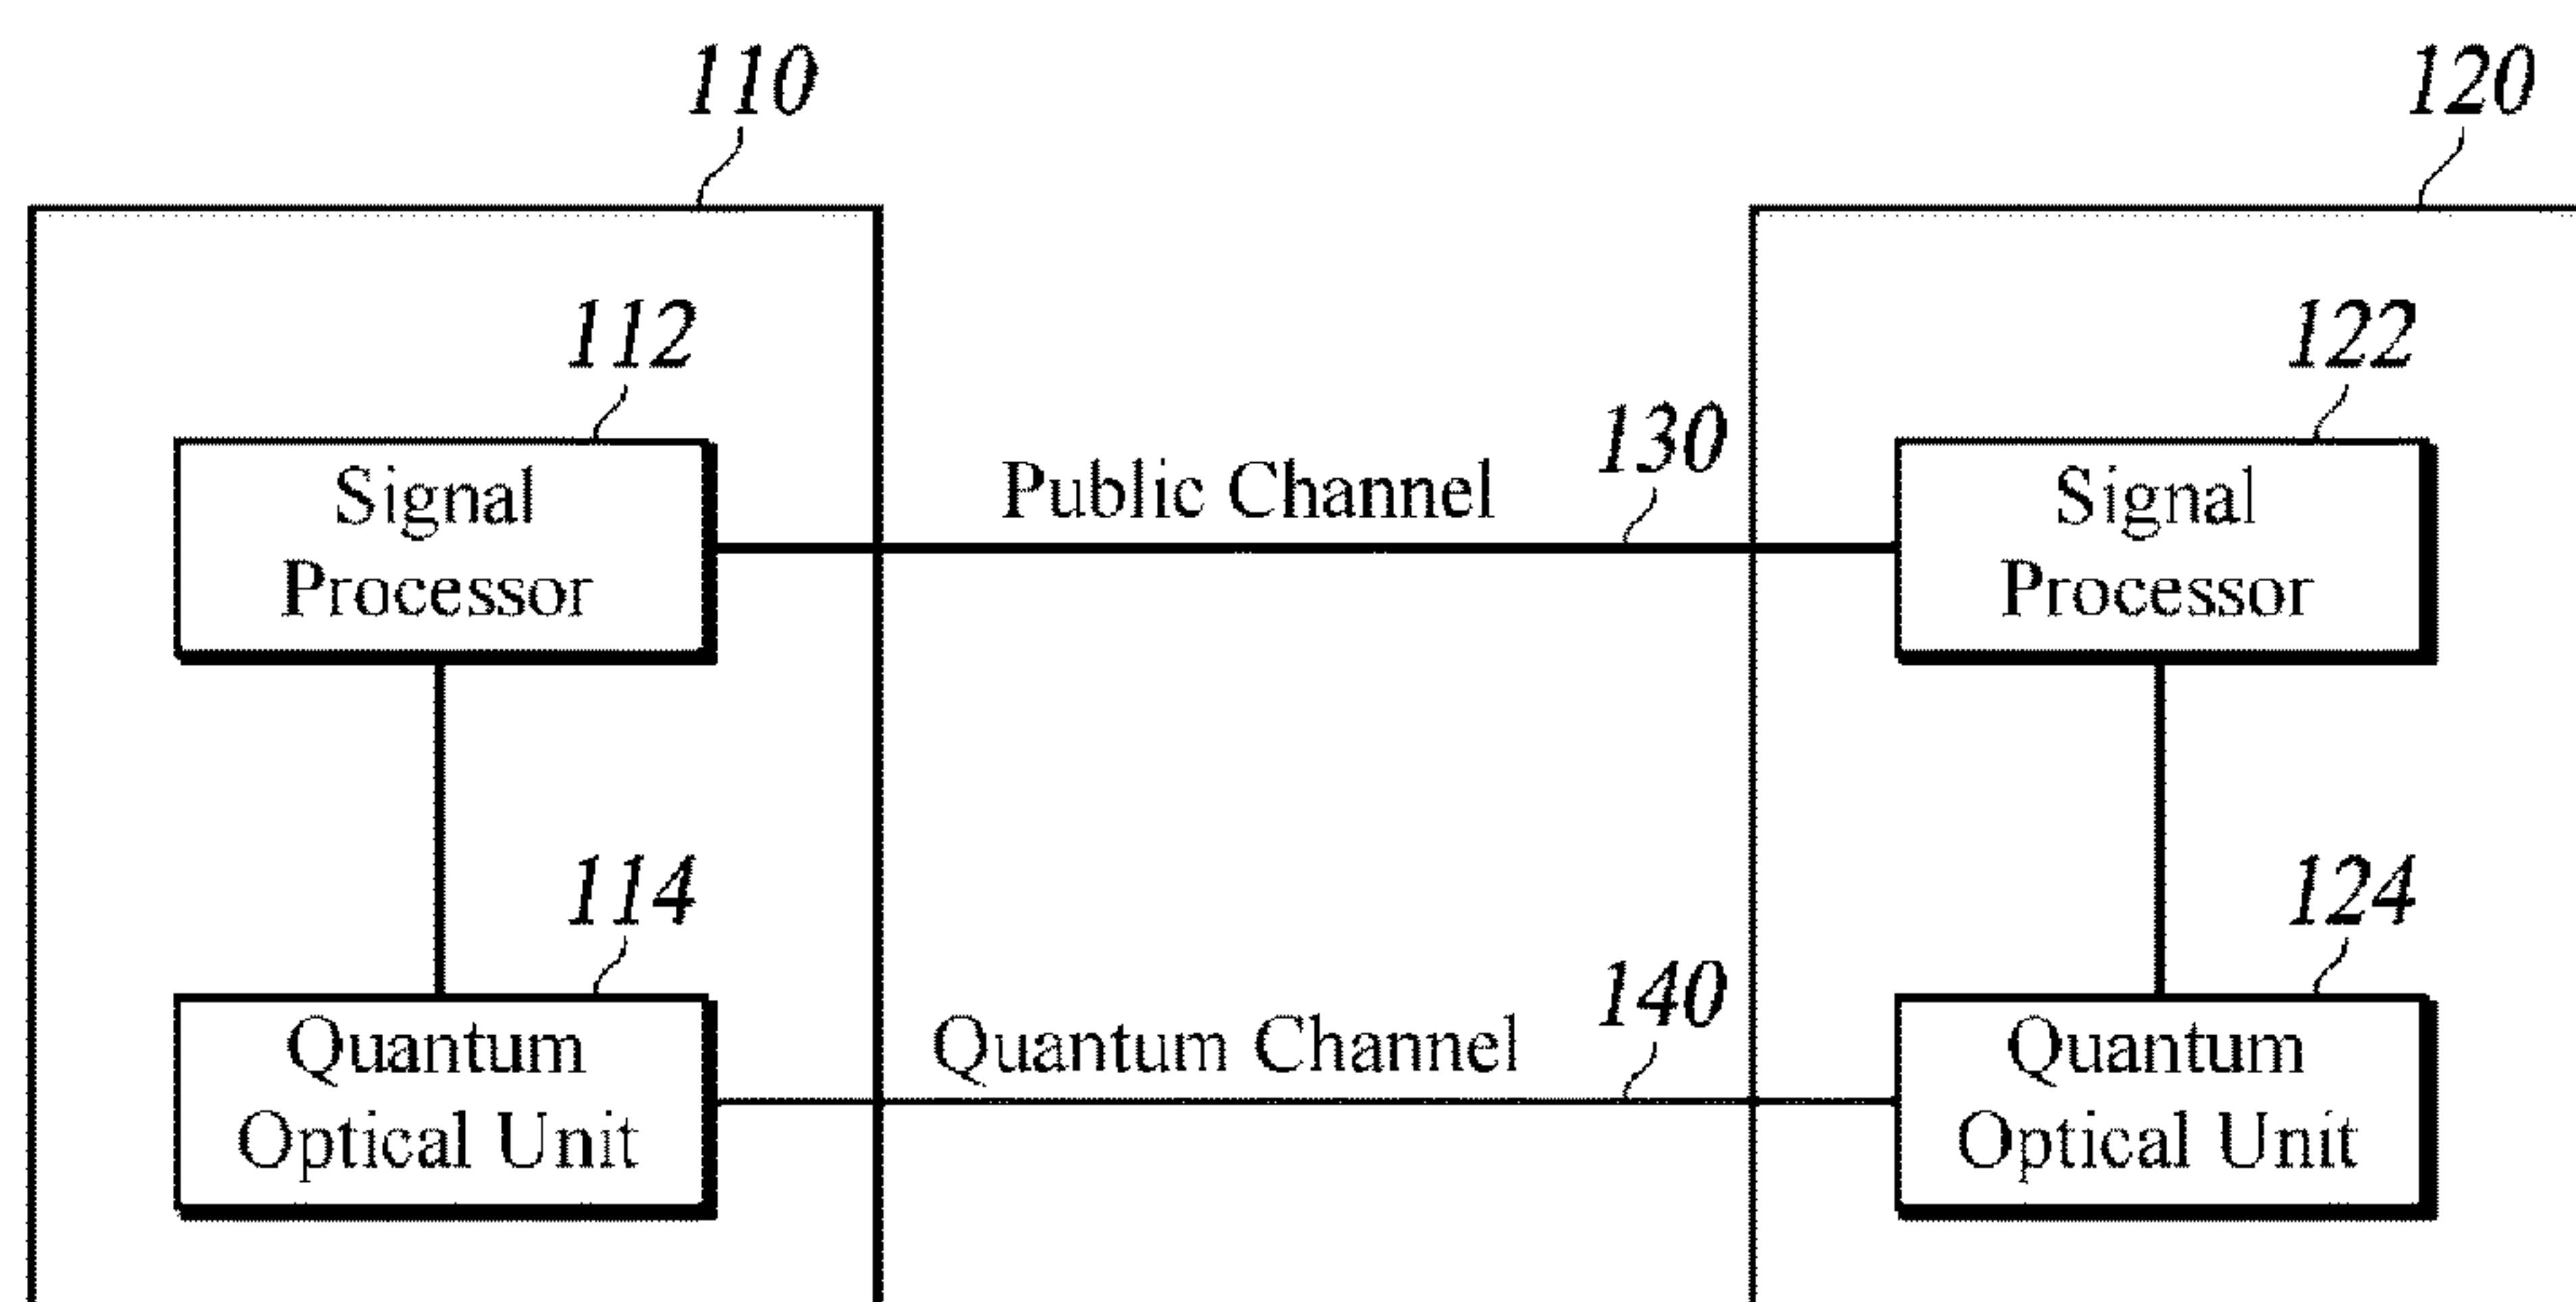 110
120
112
122
130
Public Channel
Signal
Processor
Signal
Processor
114
124
140
Quantum Channel
Quantum
Optical Unit
Quantum
Optical Unit